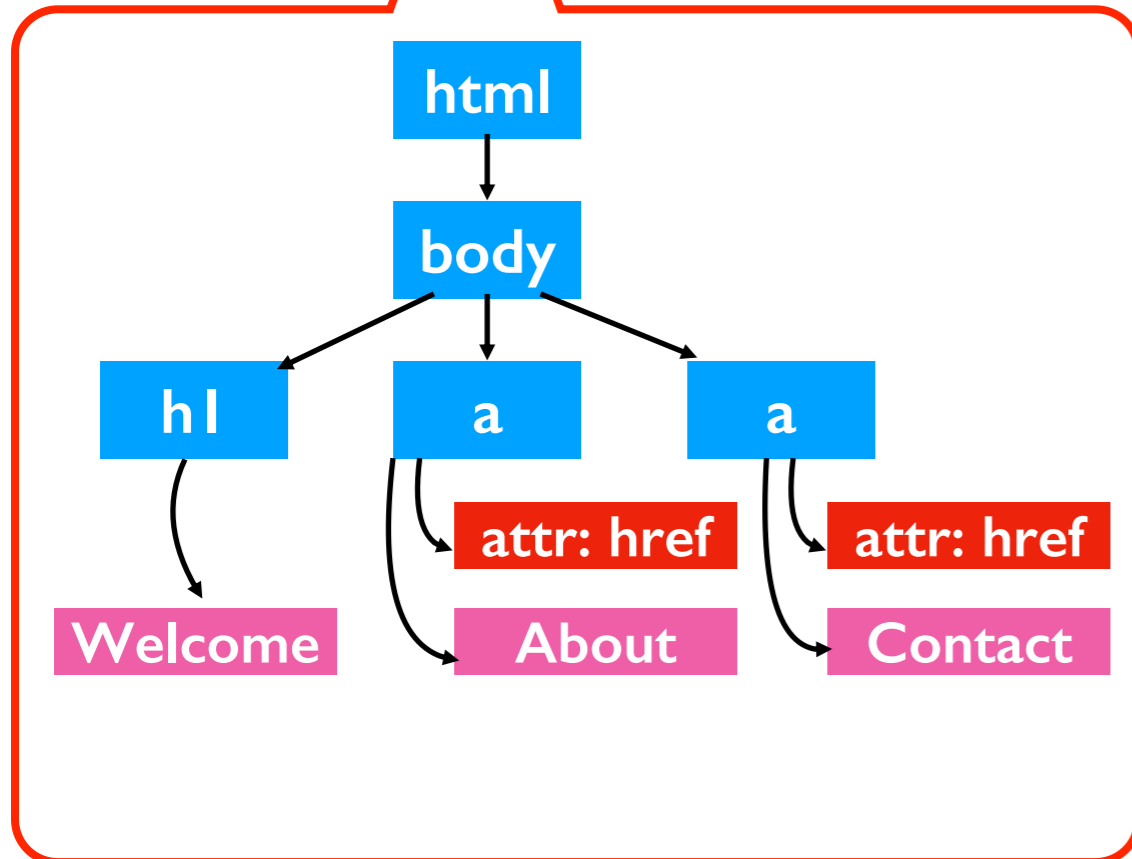 html
body
h1 a a
attr: href attr: href
Welcome About Contact